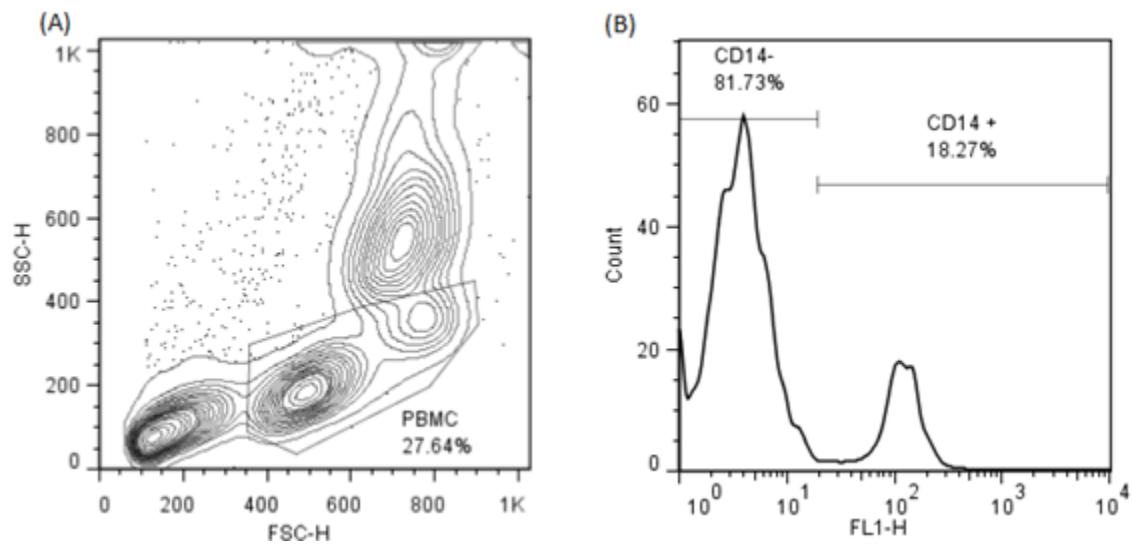 (A)
1K
800
600
400
200
0
SSC-H
PBMC
27.64%
0 200 400 600 800 1K
FSC-H
(B)
CD14-
81.73%
CD14 +
18.27%
60
40
20
0
Count
10^0 10^1 10^2 10^3 10^4
FL1-H